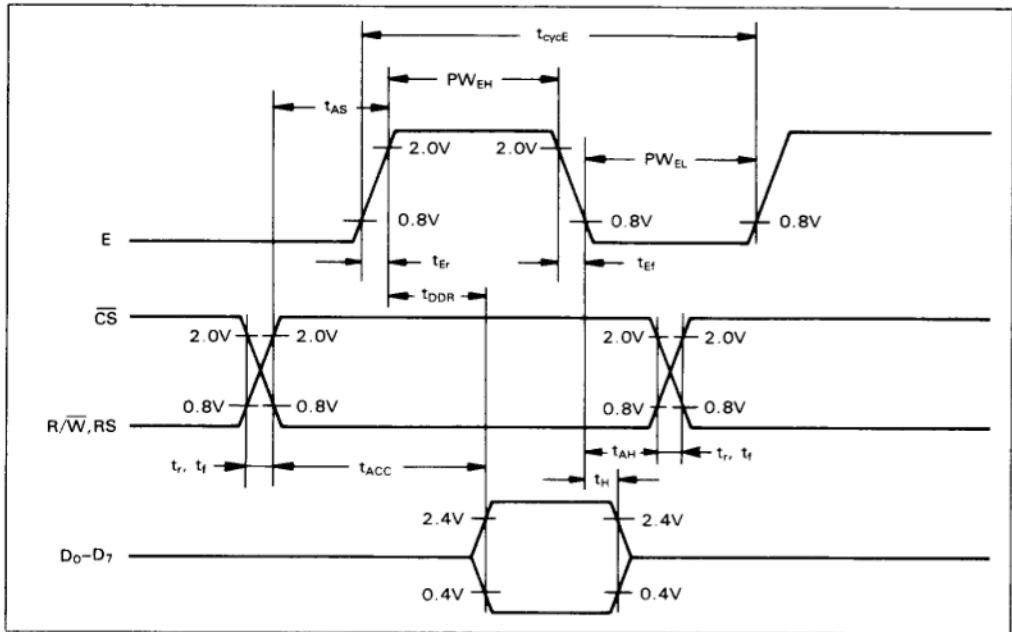 tcycE
PWEH
tAS
2.0V 2.0V
PWEL
0.8V 0.8V 0.8V
E
tEr tEf
tDDR
CS
2.0V 2.0V 2.0V 2.0V
0.8V 0.8V 0.8V 0.8V
R/W,RS
tr, tf tACC tAH tr, tf
tH
2.4V 2.4V
D0–D7
0.4V 0.4V